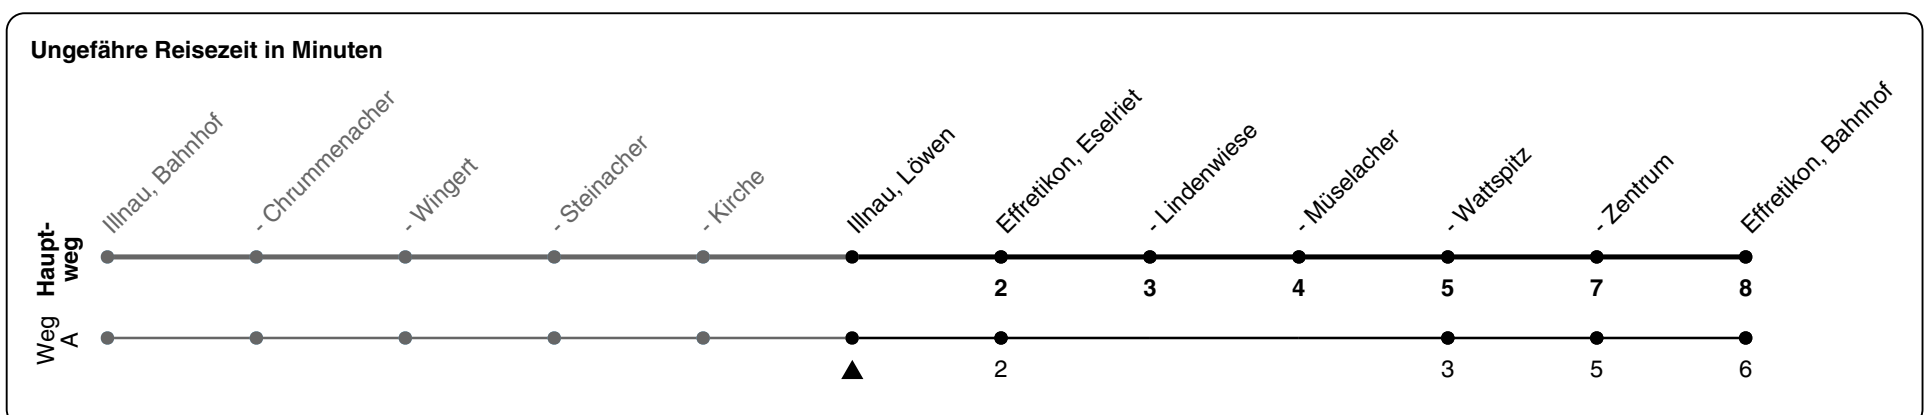 Ungefähre Reisezeit in Minuten
Illnau, Bahnhof
- Chrummenacher
- Wingert
- Steinacher
- Kirche
Illnau, Löwen
Effretikon, Eselriet
- Lindenwiese
- Müselacher
- Wattspitz
- Zentrum
Effretikon, Bahnhof
Haupt-
weg
2 3 4 5 7 8
Weg
A
2 3 5 6